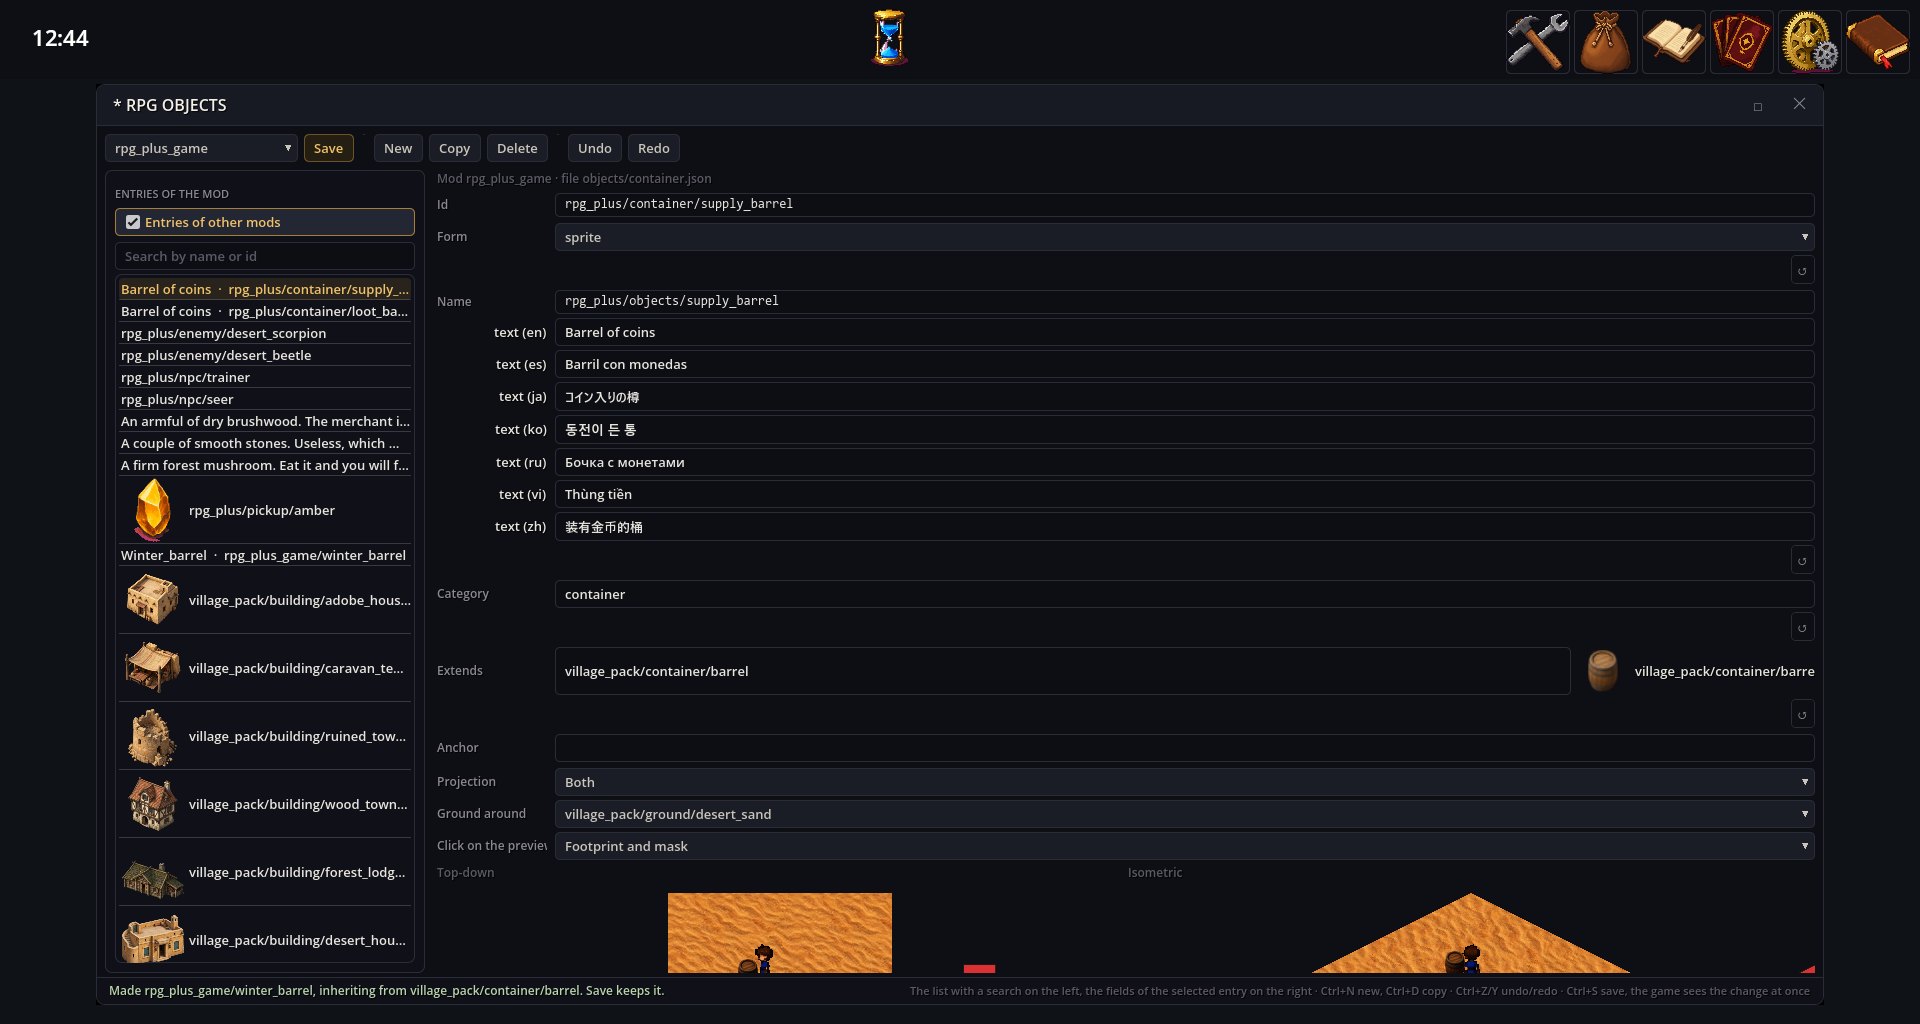 12:44
* RPG OBJECTS
rpg_plus_game
Save
New
Copy
Delete
Undo
Redo
ENTRIES OF THE MOD
Entries of other mods
Search by name or id
Barrel of coins · rpg_plus/container/supply_...
Barrel of coins · rpg_plus/container/loot_ba...
rpg_plus/enemy/desert_scorpion
rpg_plus/enemy/desert_beetle
rpg_plus/npc/trainer
rpg_plus/npc/seer
An armful of dry brushwood. The merchant i...
A couple of smooth stones. Useless, which ...
A firm forest mushroom. Eat it and you will f...
rpg_plus/pickup/amber
Winter_barrel · rpg_plus_game/winter_barrel
village_pack/building/adobe_hous...
village_pack/building/caravan_te...
village_pack/building/ruined_tow...
village_pack/building/wood_town...
village_pack/building/forest_lodg...
village_pack/building/desert_hou...
Mod rpg_plus_game · file objects/container.json
Id
rpg_plus/container/supply_barrel
Form
sprite
Name
rpg_plus/objects/supply_barrel
text (en)
Barrel of coins
text (es)
Barril con monedas
text (ja)
コイン入りの樽
text (ko)
동전이 든 통
text (ru)
Бочка с монетами
text (vi)
Thùng tiền
text (zh)
装有金币的桶
Category
container
Extends
village_pack/container/barrel
village_pack/container/barre
Anchor
Projection
Both
Ground around
village_pack/ground/desert_sand
Click on the preview
Footprint and mask
Top-down
Isometric
Made rpg_plus_game/winter_barrel, inheriting from village_pack/container/barrel. Save keeps it.
The list with a search on the left, the fields of the selected entry on the right · Ctrl+N new, Ctrl+D copy · Ctrl+Z/Y undo/redo · Ctrl+S save, the game sees the change at once